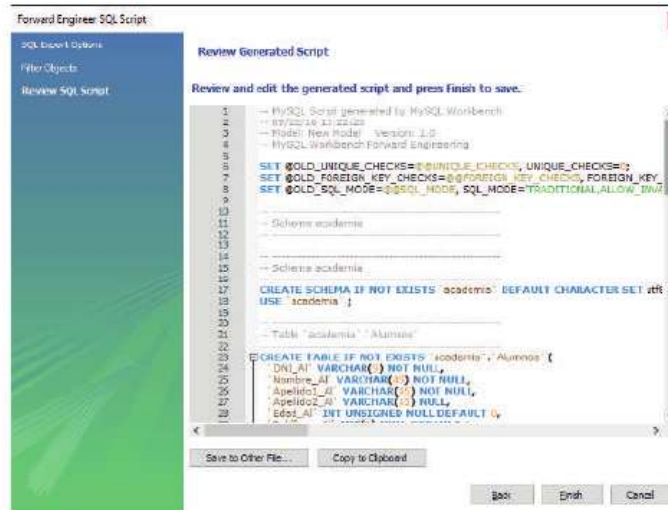 Forward Engineer SQL Script
SQL Export Options
Filter Objects
Review SQL Script
Review Generated Script
Review and edit the generated script and press Finish to save.
1 -- MySQL Script generated by MySQL Workbench
2 --
3 -- Model: New Model Version: 1.0
4 -- MySQL Workbench Forward Engineering
5
6 SET @OLD_UNIQUE_CHECKS=@@UNIQUE_CHECKS, UNIQUE_CHECKS=0;
7 SET @OLD_FOREIGN_KEY_CHECKS=@@FOREIGN_KEY_CHECKS, FOREIGN_KEY_
8 SET @OLD_SQL_MODE=@@SQL_MODE, SQL_MODE='TRADITIONAL,ALLOW_INVA
9
10 -- -----------------------------------------------------
11 -- Schema academia
12 -- -----------------------------------------------------
13
14 -- -----------------------------------------------------
15 -- Schema academia
16 -- -----------------------------------------------------
17 CREATE SCHEMA IF NOT EXISTS `academia` DEFAULT CHARACTER SET utf8
18 USE `academia` ;
19
20 -- -----------------------------------------------------
21 -- Table `academia`.`Alumnos`
22 -- -----------------------------------------------------
23 CREATE TABLE IF NOT EXISTS `academia`.`Alumnos` (
24 `DNI_Al` VARCHAR(9) NOT NULL,
25 `Nombre_Al` VARCHAR(45) NOT NULL,
26 `Apellido1_Al` VARCHAR(45) NOT NULL,
27 `Apellido2_Al` VARCHAR(45) NULL,
28 `Edad_Al` INT UNSIGNED NULL DEFAULT 0,
Save to Other File...
Copy to Clipboard
Back
Finish
Cancel